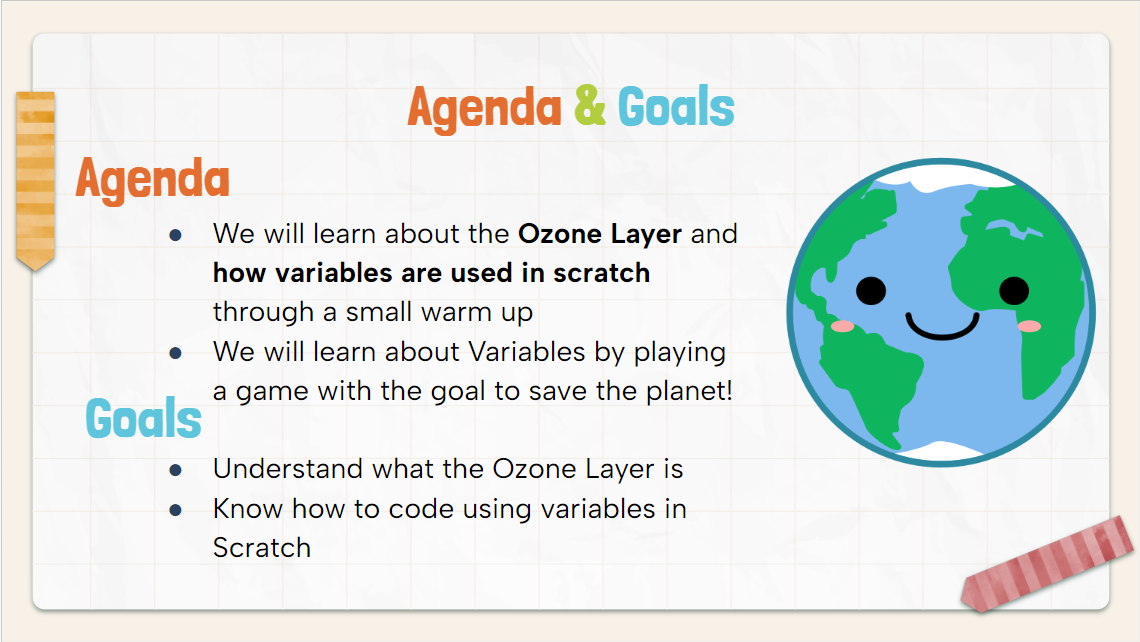 Agenda & Goals
Agenda
We will learn about the Ozone Layer and
how variables are used in scratch
through a small warm up
We will learn about Variables by playing
a game with the goal to save the planet!
Goals
Understand what the Ozone Layer is
Know how to code using variables in
Scratch